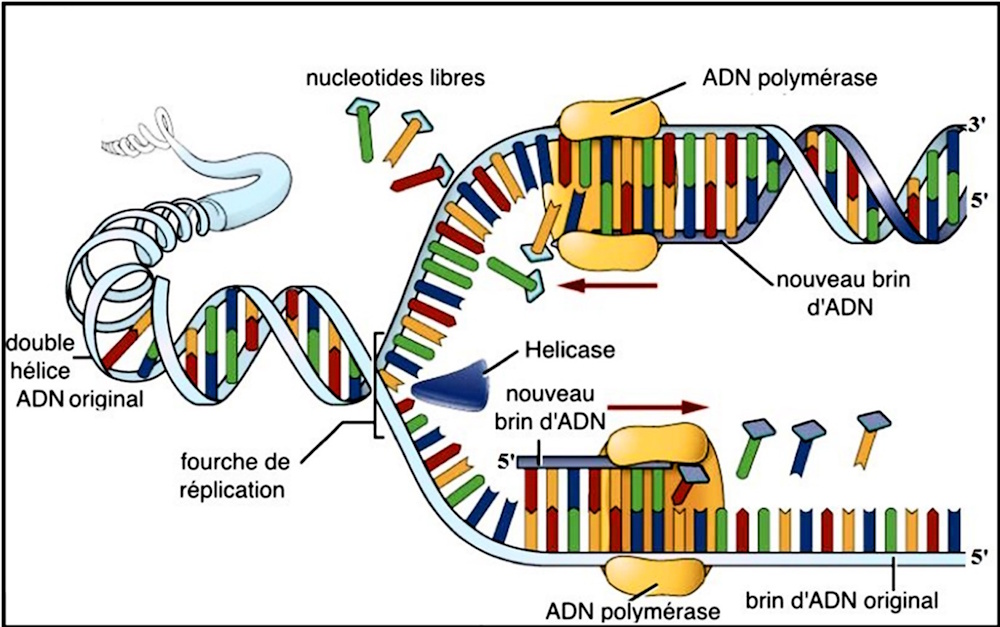 nucleotides libres
ADN polymérase
3'
5'
nouveau brin
d'ADN
double
hélice
ADN original
Helicase
nouveau
brin d'ADN
5'
fourche de
réplication
5'
brin d'ADN original
ADN polymérase